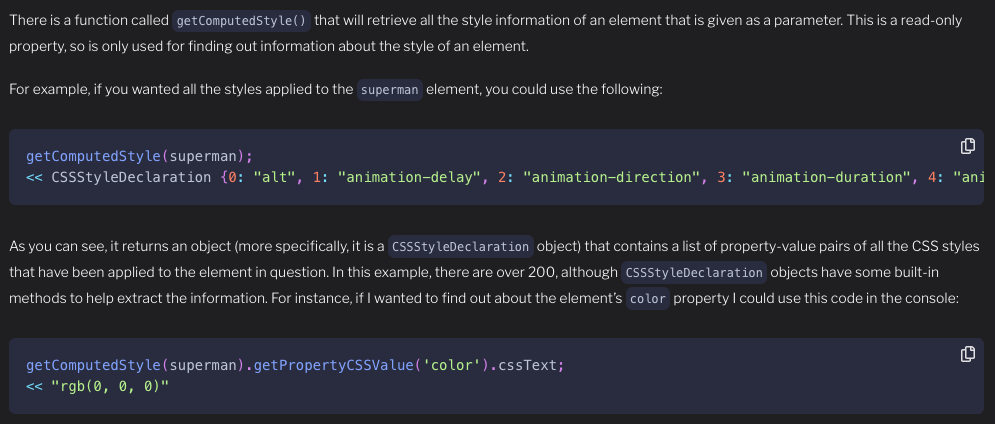 There is a function called getComputedStyle() that will retrieve all the style information of an element that is given as a parameter. This is a read-only
property, so is only used for finding out information about the style of an element.
For example, if you wanted all the styles applied to the superman element, you could use the following:
getComputedStyle(superman);
<< CSSStyleDeclaration {0: "alt", 1: "animation-delay", 2: "animation-direction", 3: "animation-duration", 4: "ani
As you can see, it returns an object (more specifically, it is a CSSStyleDeclaration object) that contains a list of property-value pairs of all the CSS styles
that have been applied to the element in question. In this example, there are over 200, although CSSStyleDeclaration objects have some built-in
methods to help extract the information. For instance, if I wanted to find out about the element's color property I could use this code in the console:
getComputedStyle(superman).getPropertyCSSValue('color').cssText;
<< "rgb(0, 0, 0)"